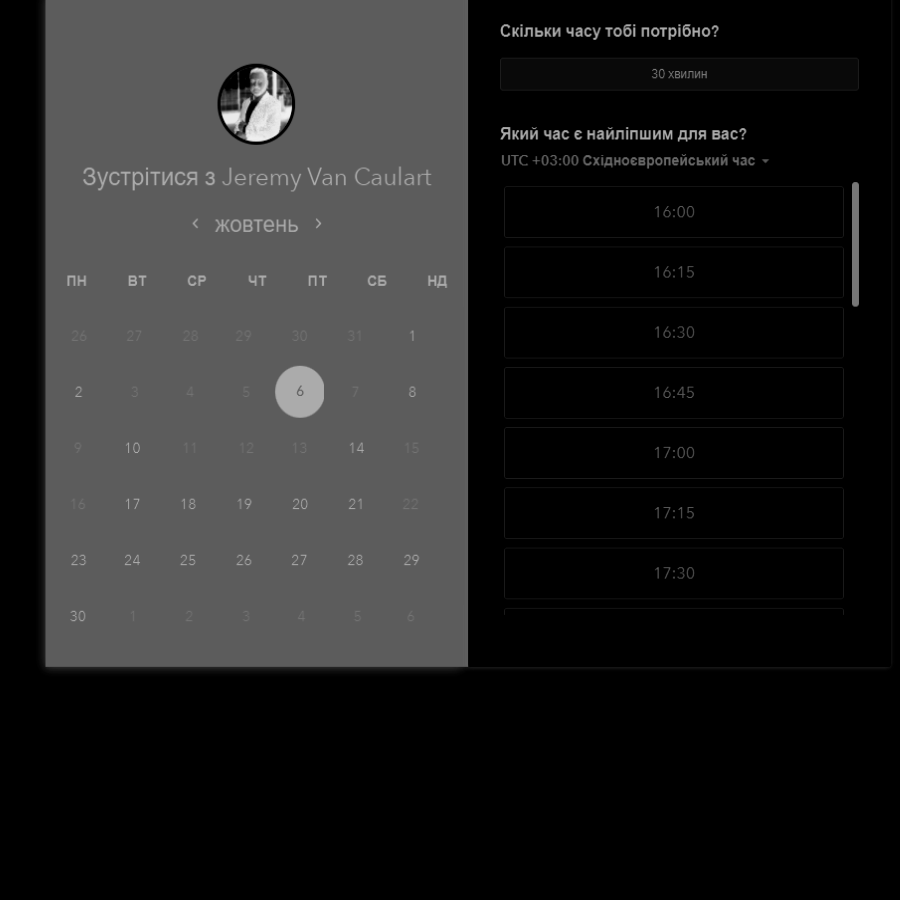 Зустрітися з Jeremy Van Caulart
‹ жовтень ›
ПН ВТ СР ЧТ ПТ СБ НД
26 27 28 29 30 31 1
2 3 4 5 6 7 8
9 10 11 12 13 14 15
16 17 18 19 20 21 22
23 24 25 26 27 28 29
30 1 2 3 4 5 6
Скільки часу тобі потрібно?
30 хвилин
Який час є найліпшим для вас?
UTC +03:00 Східноєвропейський час
16:00
16:15
16:30
16:45
17:00
17:15
17:30